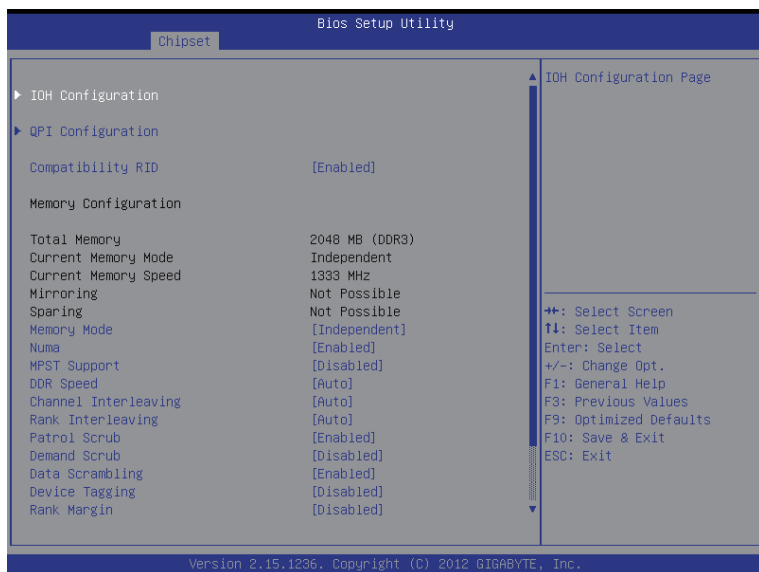 Bios Setup Utility
Chipset
IOH Configuration
QPI Configuration
Compatibility RID [Enabled]
Memory Configuration
Total Memory 2048 MB (DDR3)
Current Memory Mode Independent
Current Memory Speed 1333 MHz
Mirroring Not Possible
Sparing Not Possible
Memory Mode [Independent]
Numa [Enabled]
MPST Support [Disabled]
DDR Speed [Auto]
Channel Interleaving [Auto]
Rank Interleaving [Auto]
Patrol Scrub [Enabled]
Demand Scrub [Disabled]
Data Scrambling [Enabled]
Device Tagging [Disabled]
Rank Margin [Disabled]
IOH Configuration Page
→←: Select Screen
↑↓: Select Item
Enter: Select
+/-: Change Opt.
F1: General Help
F3: Previous Values
F9: Optimized Defaults
F10: Save & Exit
ESC: Exit
Version 2.15.1236. Copyright (C) 2012 GIGABYTE, Inc.